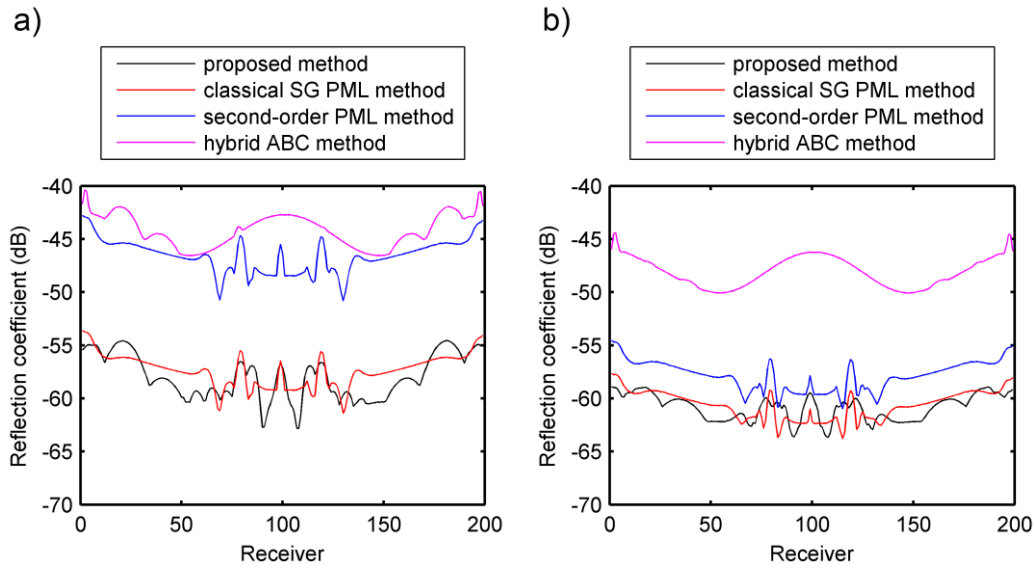 a)
proposed method
classical SG PML method
second-order PML method
hybrid ABC method
-40
-45
-50
-55
-60
-65
-70
Reflection coefficient (dB)
0
50
100
150
200
Receiver
b)
proposed method
classical SG PML method
second-order PML method
hybrid ABC method
-40
-45
-50
-55
-60
-65
-70
Reflection coefficient (dB)
0
50
100
150
200
Receiver